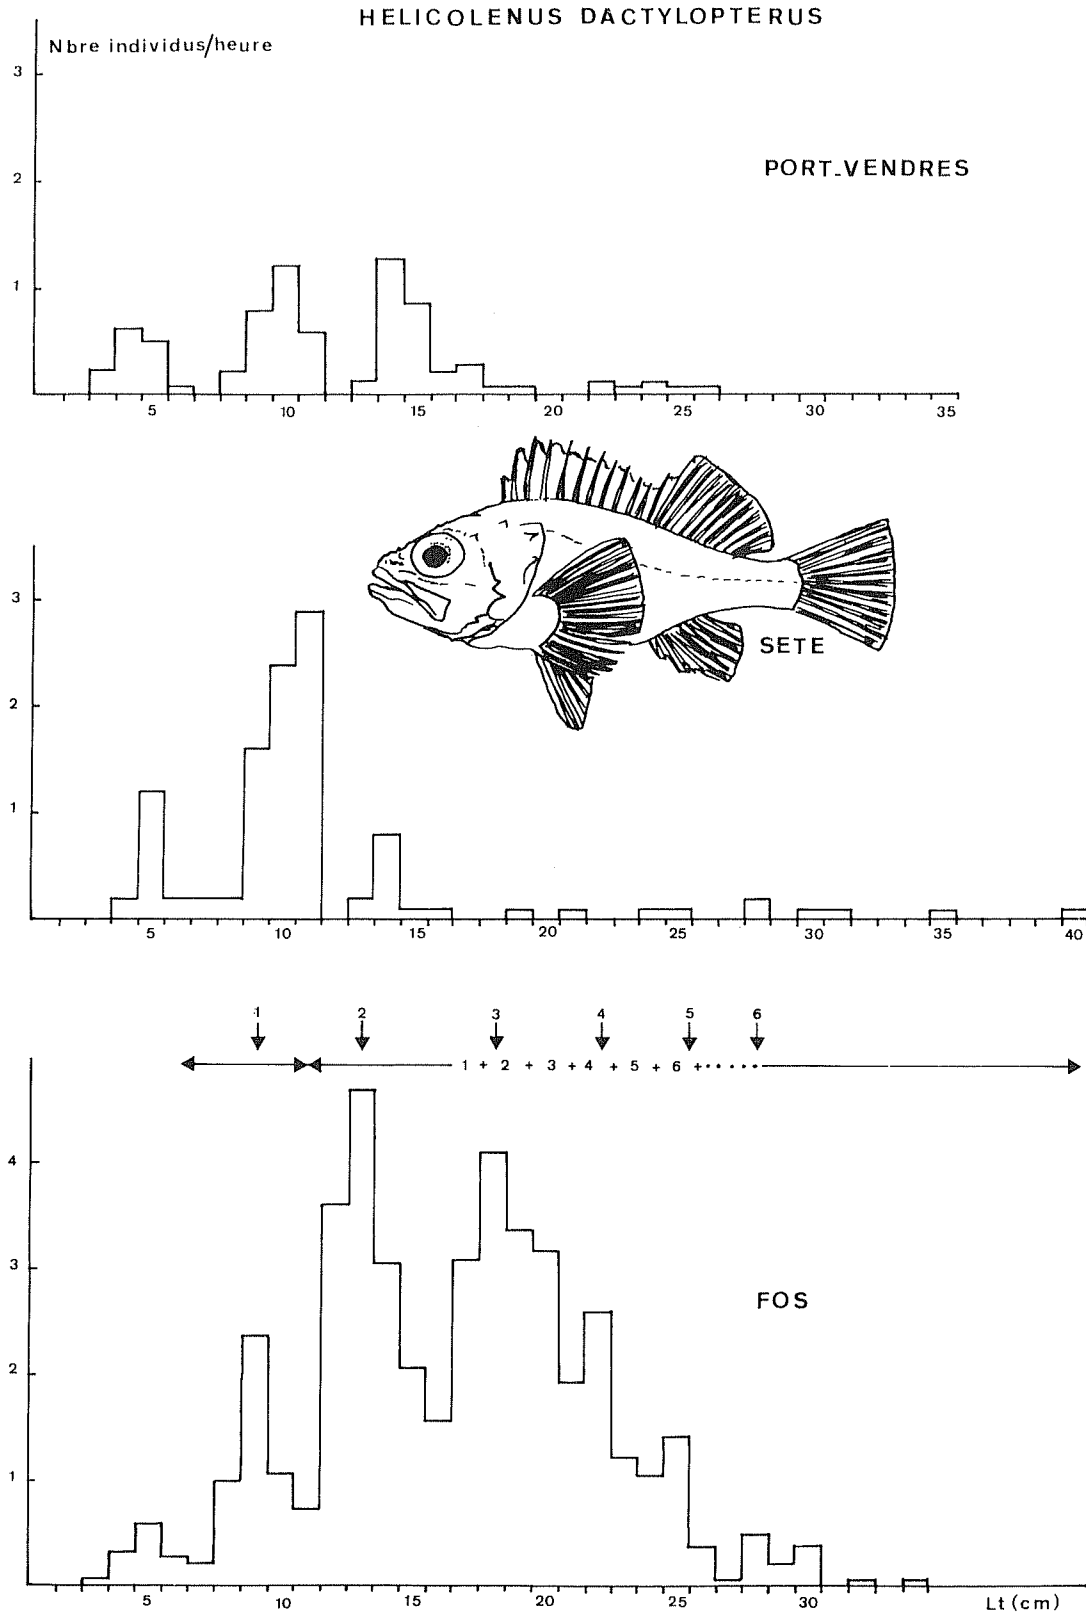 HELICOLENUS DACTYLOPTERUS
Nbre individus/heure
3
PORT_VENDRES
2
1
5 10 15 20 25 30 35
3
SETE
2
1
5 10 15 20 25 30 35 40
1 2 3 4 5 6
1 + 2 + 3 + 4 + 5 + 6 + ......
4
3
FOS
2
1
5 10 15 20 25 30 Lt (cm)